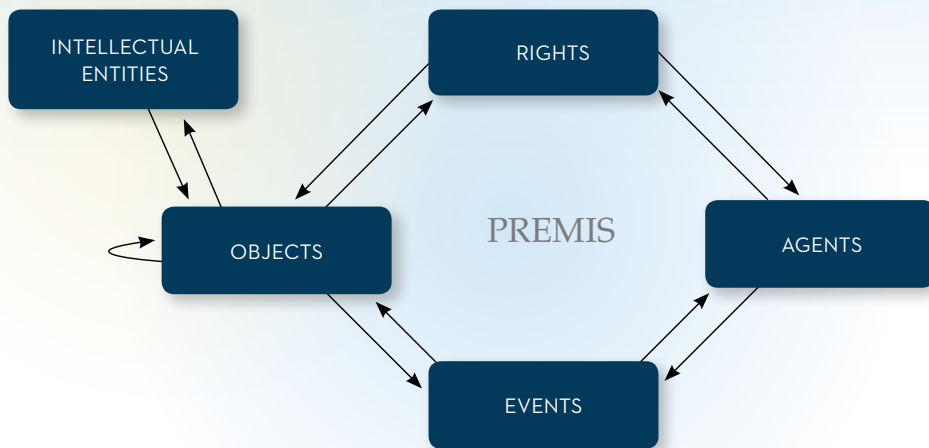 INTELLECTUAL
ENTITIES
RIGHTS
PREMIS
OBJECTS
AGENTS
EVENTS